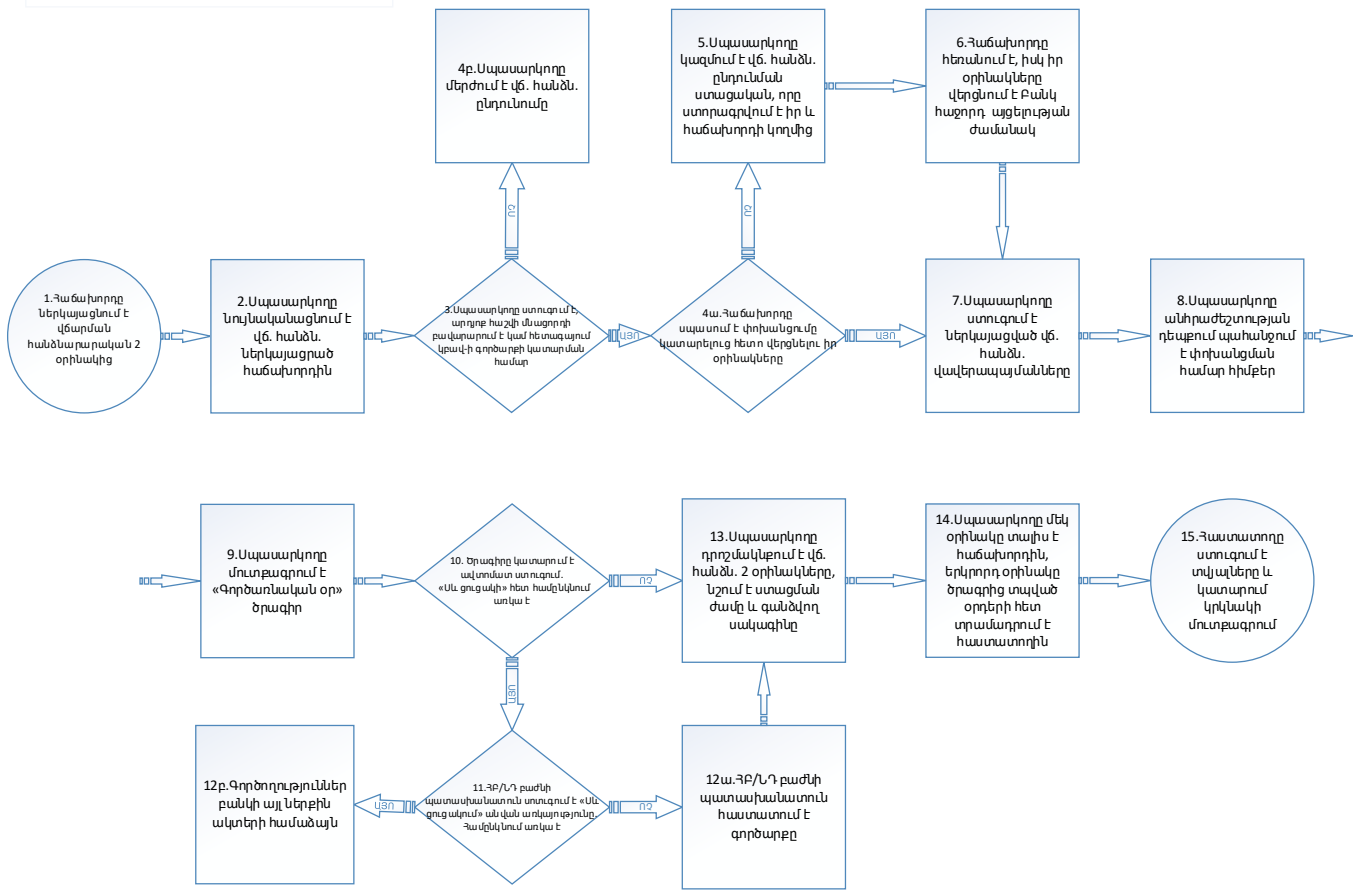 4բ.Սպասարկողը
մերժում է վճ. հանձն.
ընդունումը
5.Սպասարկողը
կազմում է վճ. հանձն.
ընդունման
ստացական, որը
ստորագրվում է իր և
հաճախորդի կողմից
6.Հաճախորդը
հեռանում է, իսկ իր
օրինակները
վերցնում է Բանկ
հաջորդ այցելության
ժամանակ
ՈՉ
ՈՉ
1.Հաճախորդը
ներկայացնում է
վճարման
հանձնարարական 2
օրինակից
2.Սպասարկողը
նույնականացնում է
վճ. հանձն.
ներկայացրած
հաճախորդին
3.Սպասարկողը ստուգում է,
արդյոք հաշվի մնացորդի
բավարարում է կամ հետագայում
կբավ-ի գործարքի կատարման
համար
ԱՅՈ
4ա.Հաճախորդը
սպասում է փոխանցումը
կատարելուց հետո վերցնելու իր
օրինակները
ԱՅՈ
7.Սպասարկողը
ստուգում է
ներկայացված վճ.
հանձն.
վավերապայմանները
8.Սպասարկողը
անհրաժեշտության
դեպքում պահանջում
է փոխանցման
համար հիմքեր
9.Սպասարկողը
մուտքագրում է
«Գործառնական օր»
ծրագիր
10. Ծրագիրը կատարում է
ավտոմատ ստուգում.
«Սև ցուցակի» հետ համընկնում
առկա է
ՈՉ
13.Սպասարկողը
դրոշմակնքում է վճ.
հանձն. 2 օրինակները,
նշում է ստացման
ժամը և գանձվող
սակագինը
14.Սպասարկողը մեկ
օրինակը տալիս է
հաճախորդին,
երկրորդ օրինակը
ծրագրից տպված
օրդերի հետ
տրամադրում է
հաստատողին
15.Հաստատողը
ստուգում է
տվյալները և
կատարում
կրկնակի
մուտքագրում
ԱՅՈ
12բ.Գործողություններ
բանկի այլ ներքին
ակտերի համաձայն
ԱՅՈ
11.ՀԲ/ՆԴ բաժնի
պատասխանատուն ստուգում է «Սև
ցուցակում» անվան առկայությունը.
Համընկնում առկա է
ՈՉ
12ա.ՀԲ/ՆԴ բաժնի
պատասխանատուն
հաստատում է
գործարքը